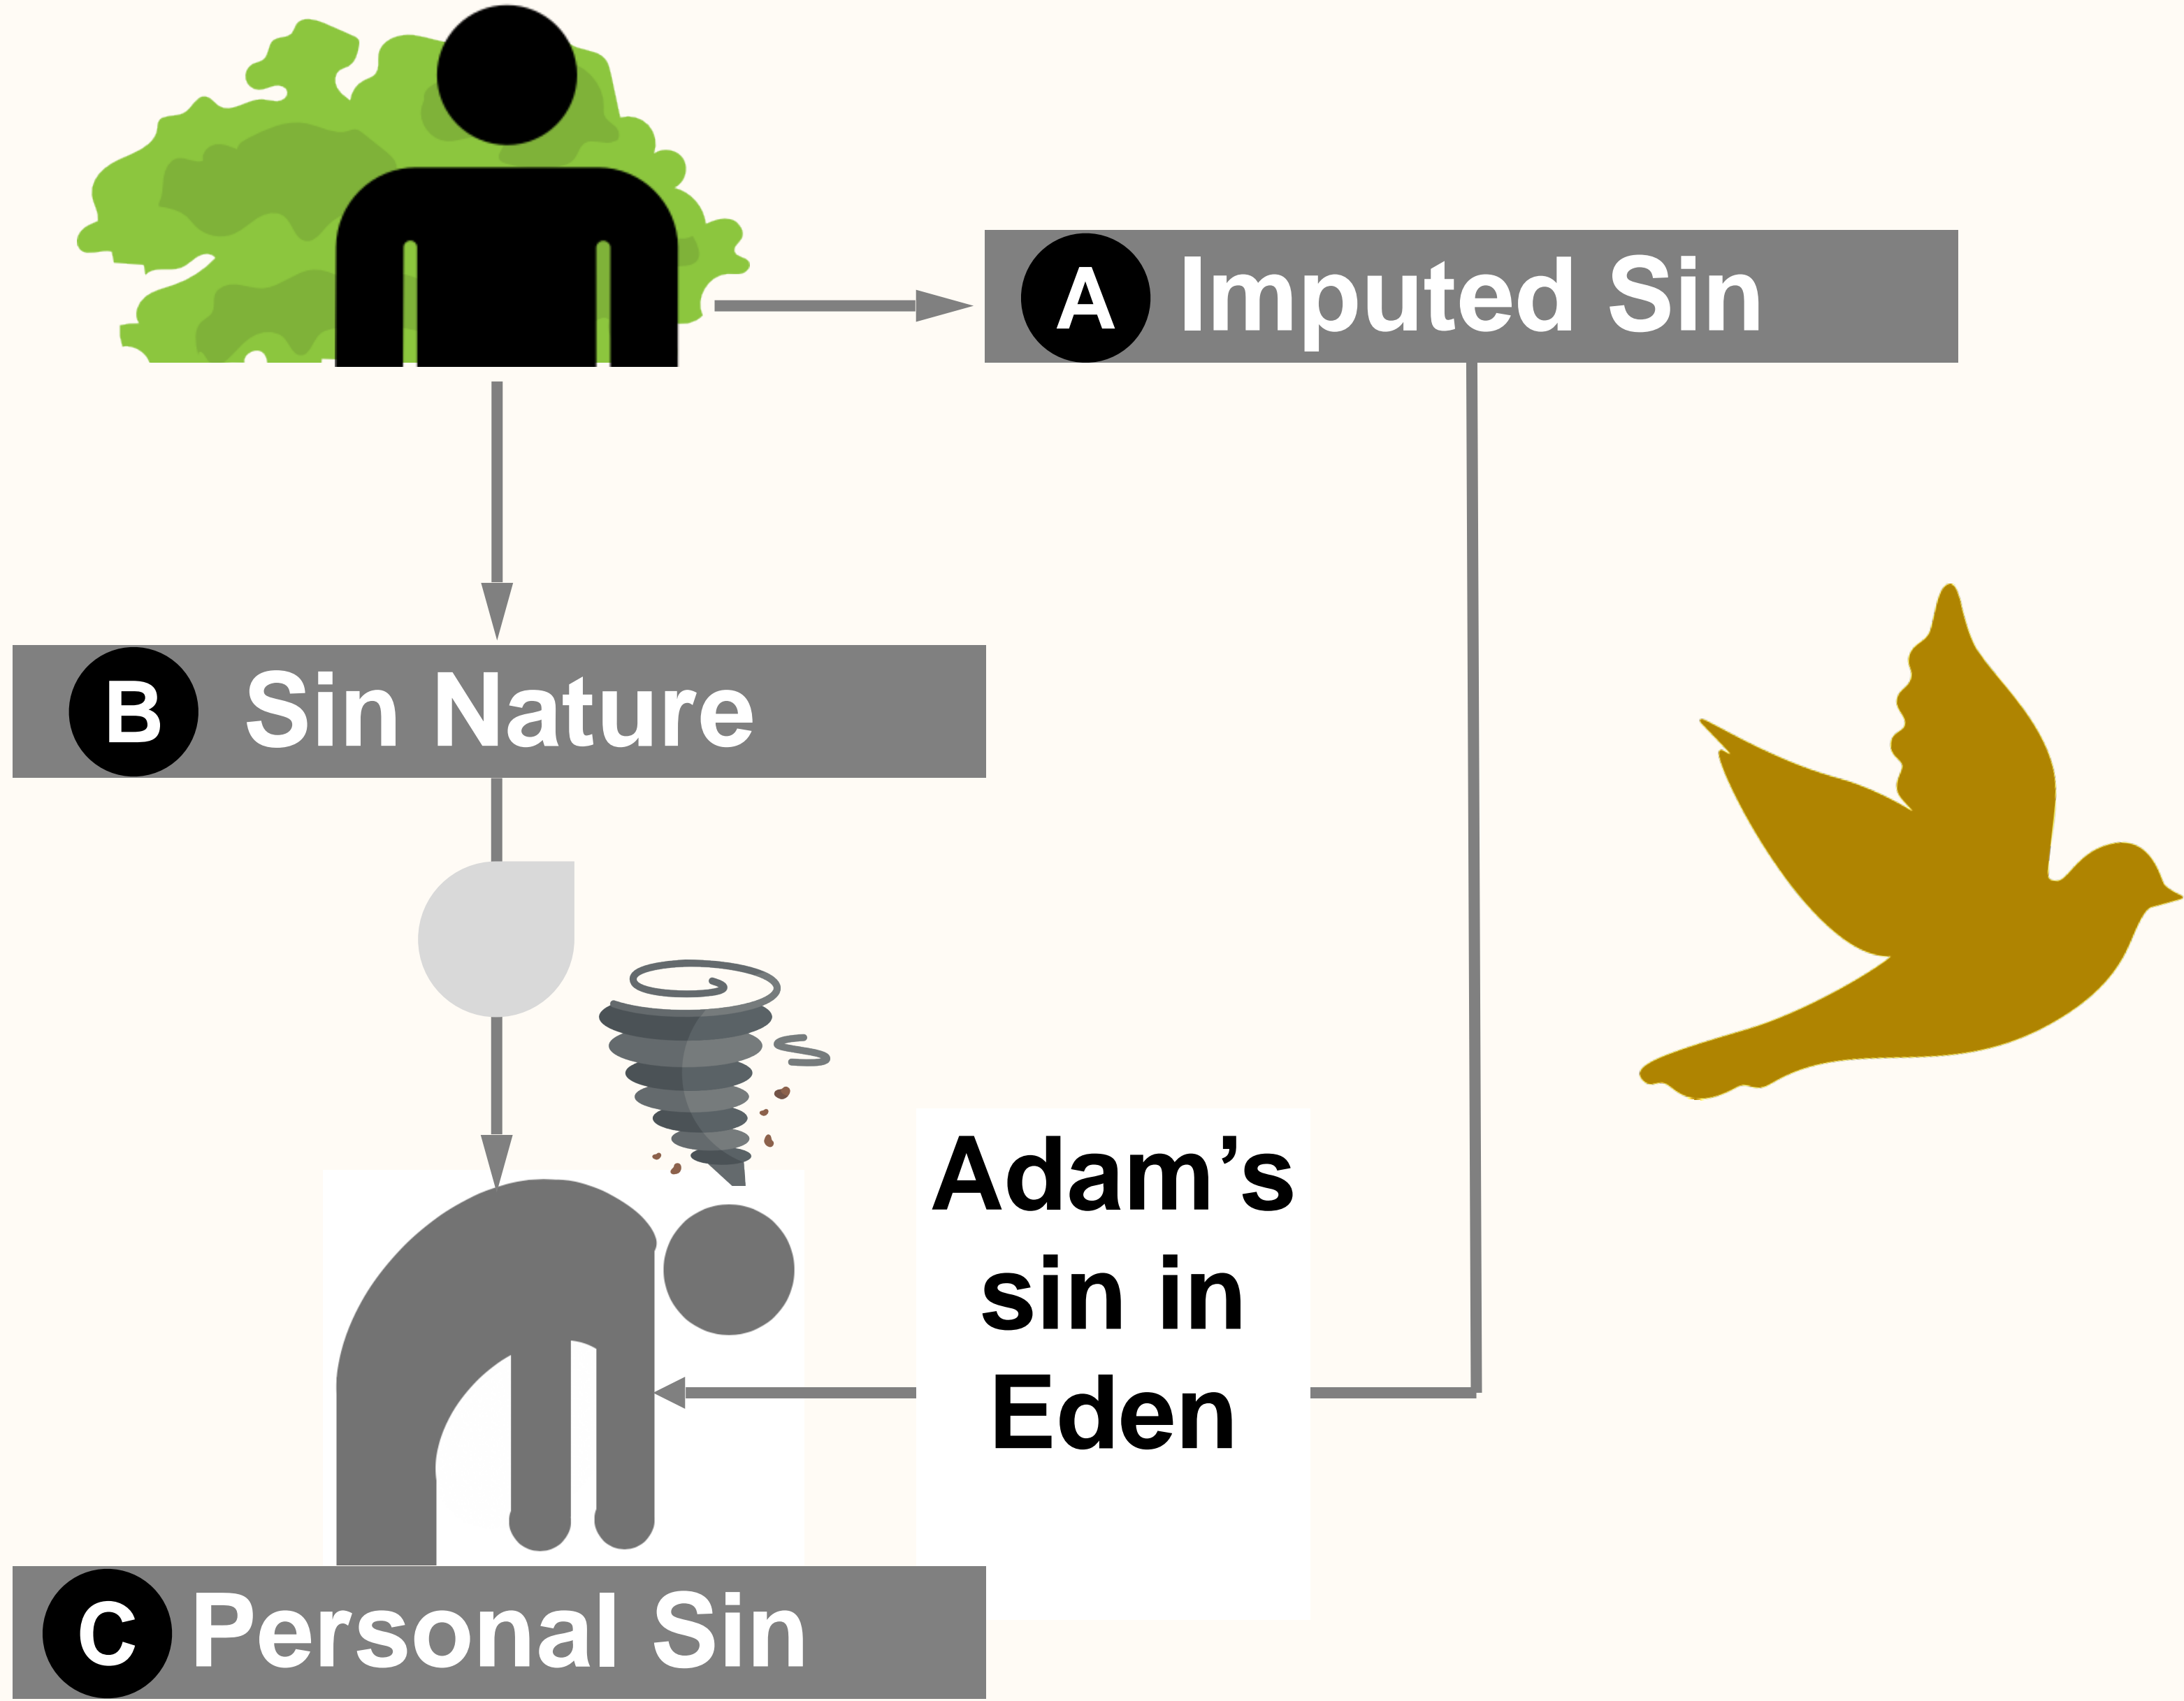 A Imputed Sin
B Sin Nature
Adam’s
sin in
Eden
C Personal Sin